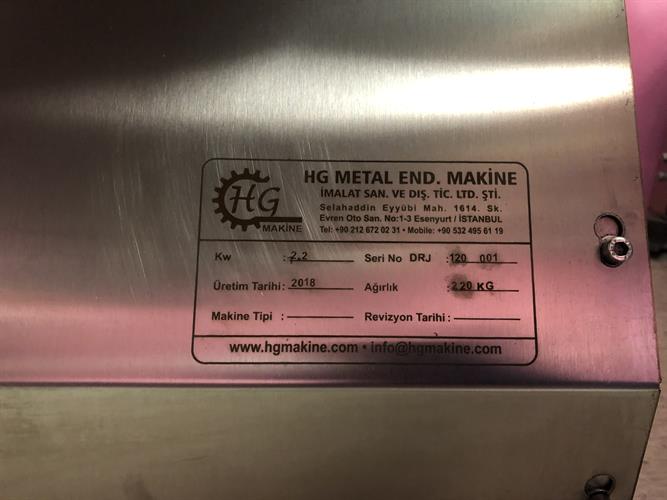 HG METAL END. MAKİNE
İMALAT SAN. VE DIŞ. TİC. LTD. ŞTİ.
Selahaddin Eyyûbi Mah. 1614. Sk.
Evren Oto San. No:1-3 Esenyurt / İSTANBUL
Tel: +90 212 672 02 31 • Mobile: +90 532 495 61 19
HG
MAKİNE
Kw : 2.2 Seri No DRJ : 120 001
Üretim Tarihi: 2018 Ağırlık : 220 KG
Makine Tipi : Revizyon Tarihi :
www.hgmakine.com • info@hgmakine.com